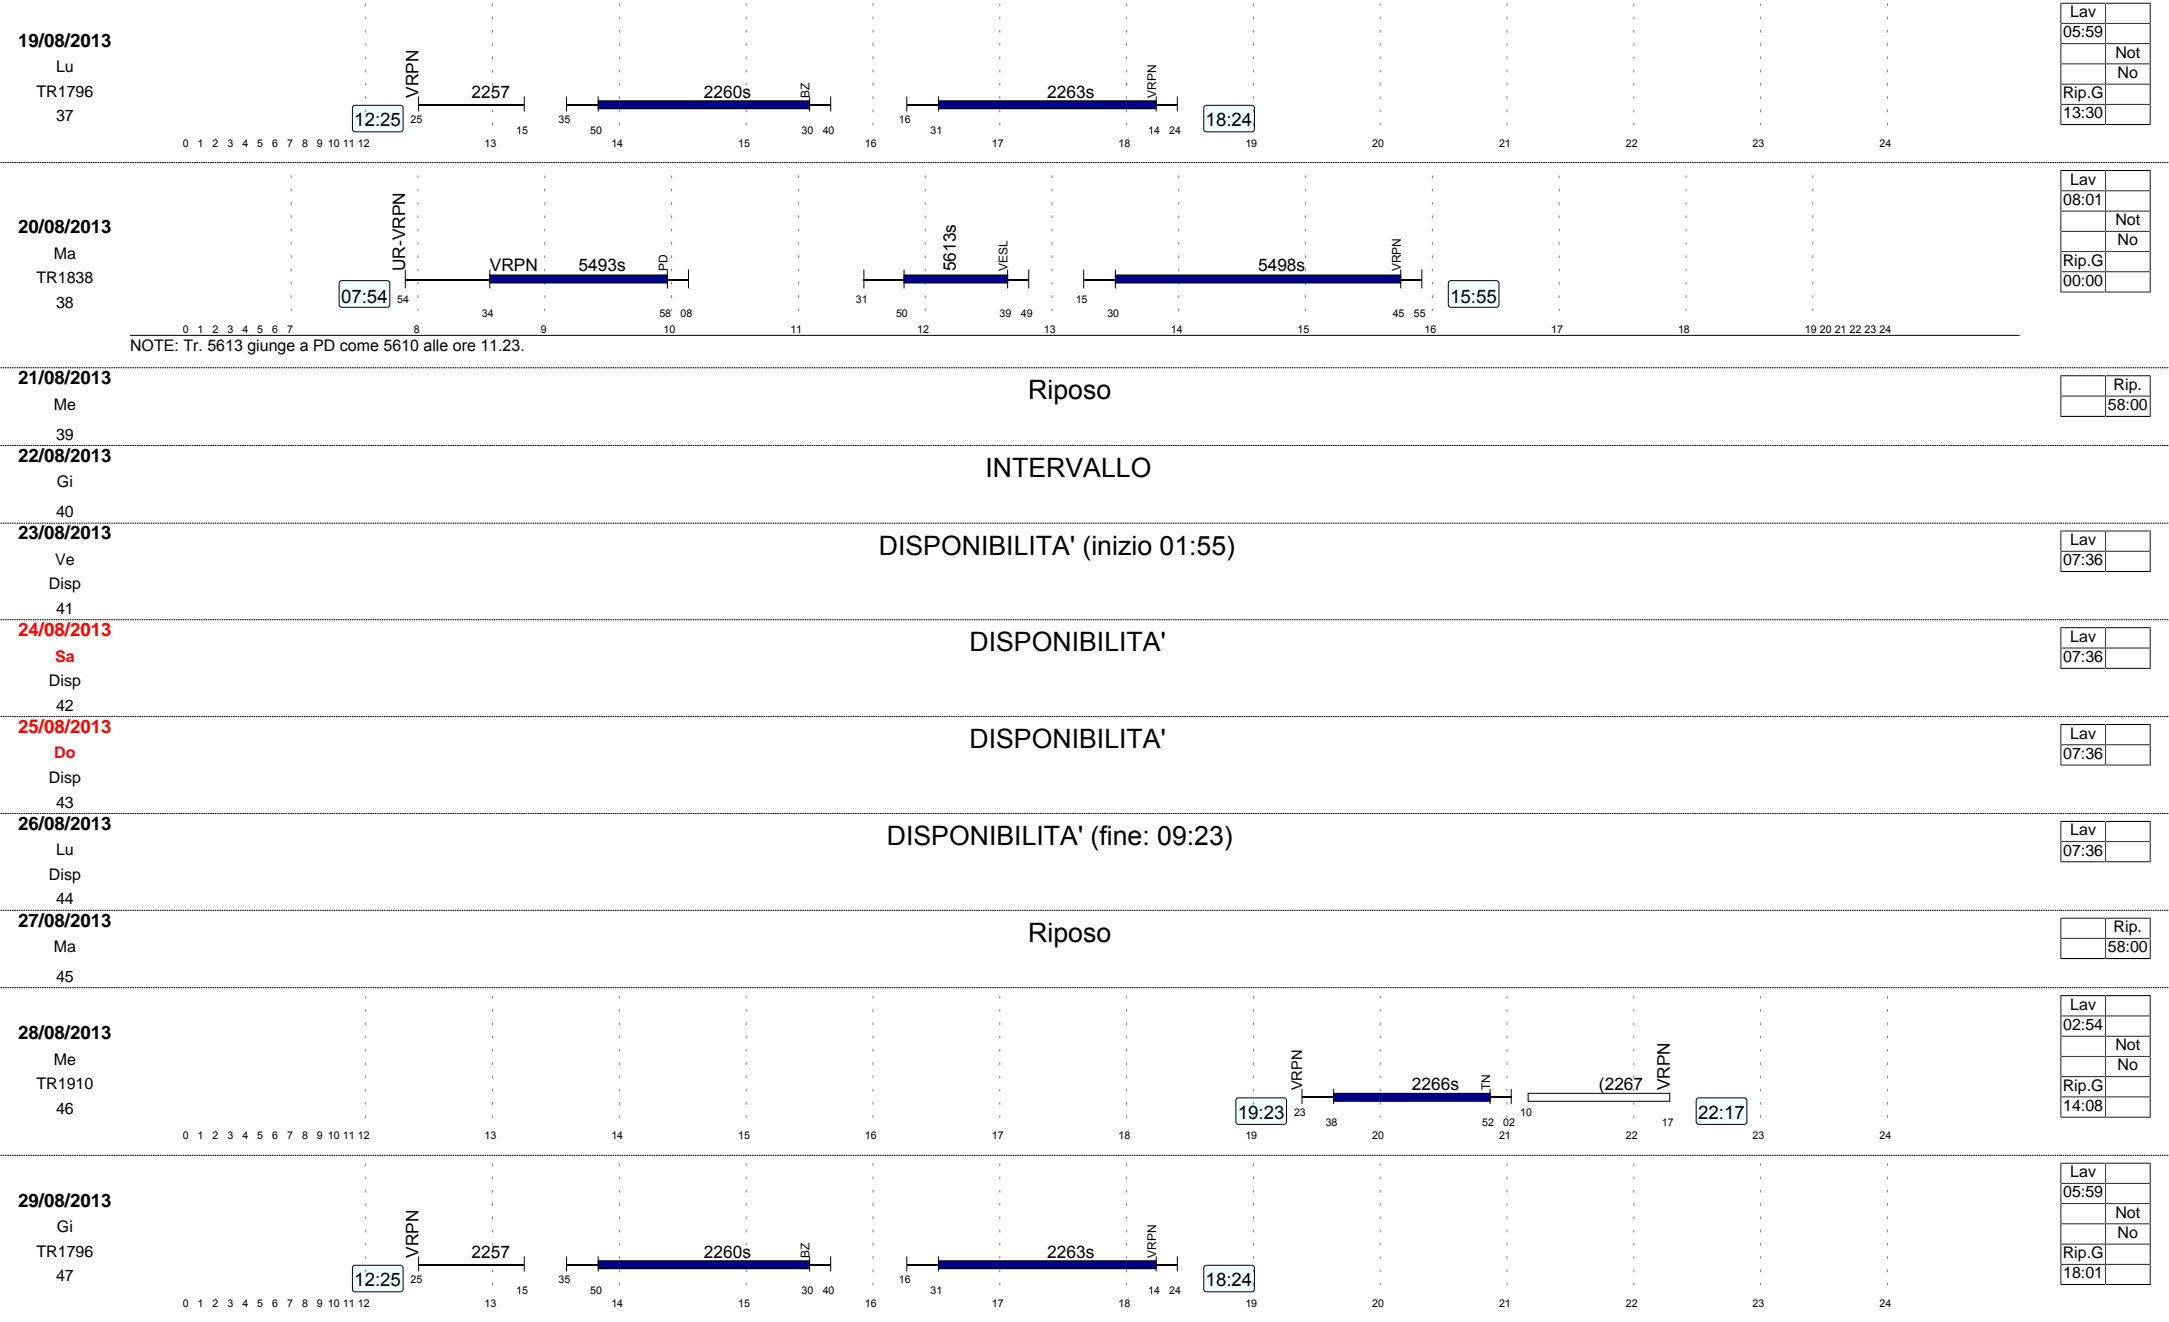 19/08/2013
Lu
TR1796
37
12:25
VRPN
2257
2260s
BZ
2263s
VRPN
18:24
25 15 35 50 30 40 16 31 14 24
0 1 2 3 4 5 6 7 8 9 10 11 12 13 14 15 16 17 18 19 20 21 22 23 24
Lav
05:59
Not
No
Rip.G
13:30
20/08/2013
Ma
TR1838
38
07:54
UR-VRPN
VRPN
5493s
PD
5613s
VESL
5498s
VRPN
15:55
54 34 58 08 31 50 39 49 15 30 45 55
0 1 2 3 4 5 6 7 8 9 10 11 12 13 14 15 16 17 18 19 20 21 22 23 24
NOTE: Tr. 5613 giunge a PD come 5610 alle ore 11.23.
Lav
08:01
Not
No
Rip.G
00:00
21/08/2013
Me
39
Riposo
Rip.
58:00
22/08/2013
Gi
40
INTERVALLO
23/08/2013
Ve
Disp
41
DISPONIBILITA' (inizio 01:55)
Lav
07:36
24/08/2013
Sa
Disp
42
DISPONIBILITA'
Lav
07:36
25/08/2013
Do
Disp
43
DISPONIBILITA'
Lav
07:36
26/08/2013
Lu
Disp
44
DISPONIBILITA' (fine: 09:23)
Lav
07:36
27/08/2013
Ma
45
Riposo
Rip.
58:00
28/08/2013
Me
TR1910
46
19:23
VRPN
2266s
TN
(2267
VRPN
22:17
23 38 52 02 10 17
0 1 2 3 4 5 6 7 8 9 10 11 12 13 14 15 16 17 18 19 20 21 22 23 24
Lav
02:54
Not
No
Rip.G
14:08
29/08/2013
Gi
TR1796
47
12:25
VRPN
2257
2260s
BZ
2263s
VRPN
18:24
25 15 35 50 30 40 16 31 14 24
0 1 2 3 4 5 6 7 8 9 10 11 12 13 14 15 16 17 18 19 20 21 22 23 24
Lav
05:59
Not
No
Rip.G
18:01